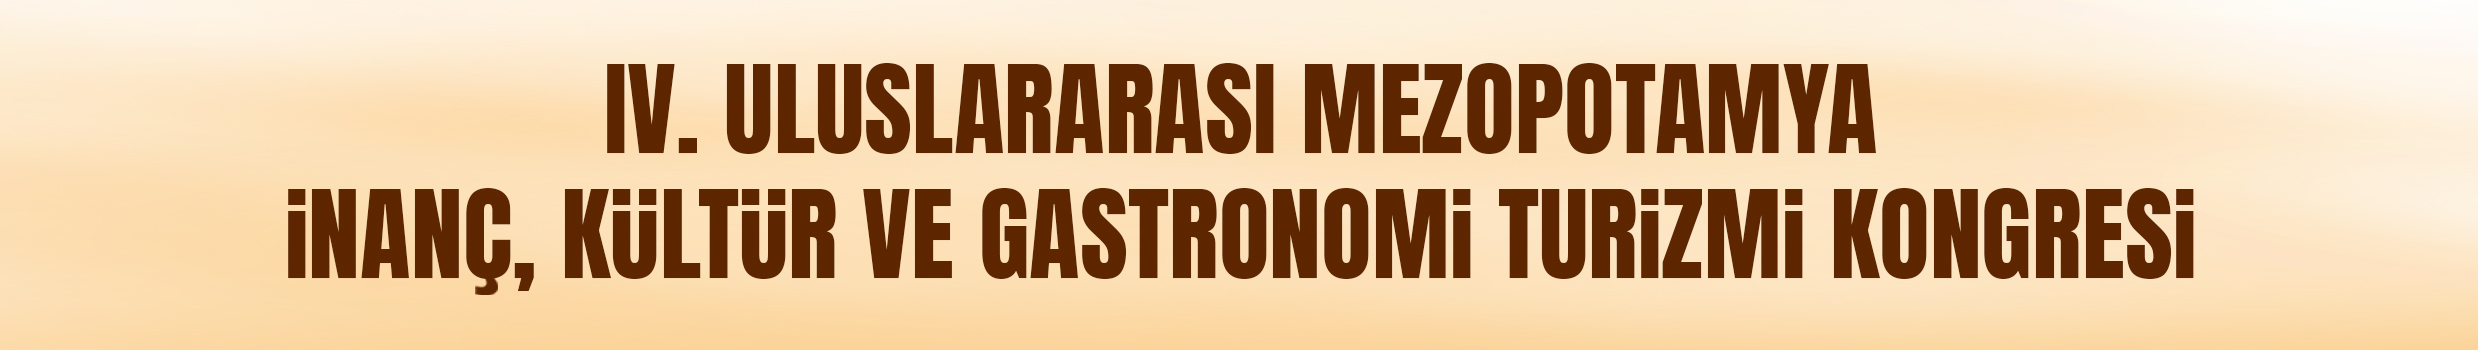 IV. ULUSLARARASI MEZOPOTAMYA
İNANÇ, KÜLTÜR VE GASTRONOMİ TURİZMİ KONGRESİ